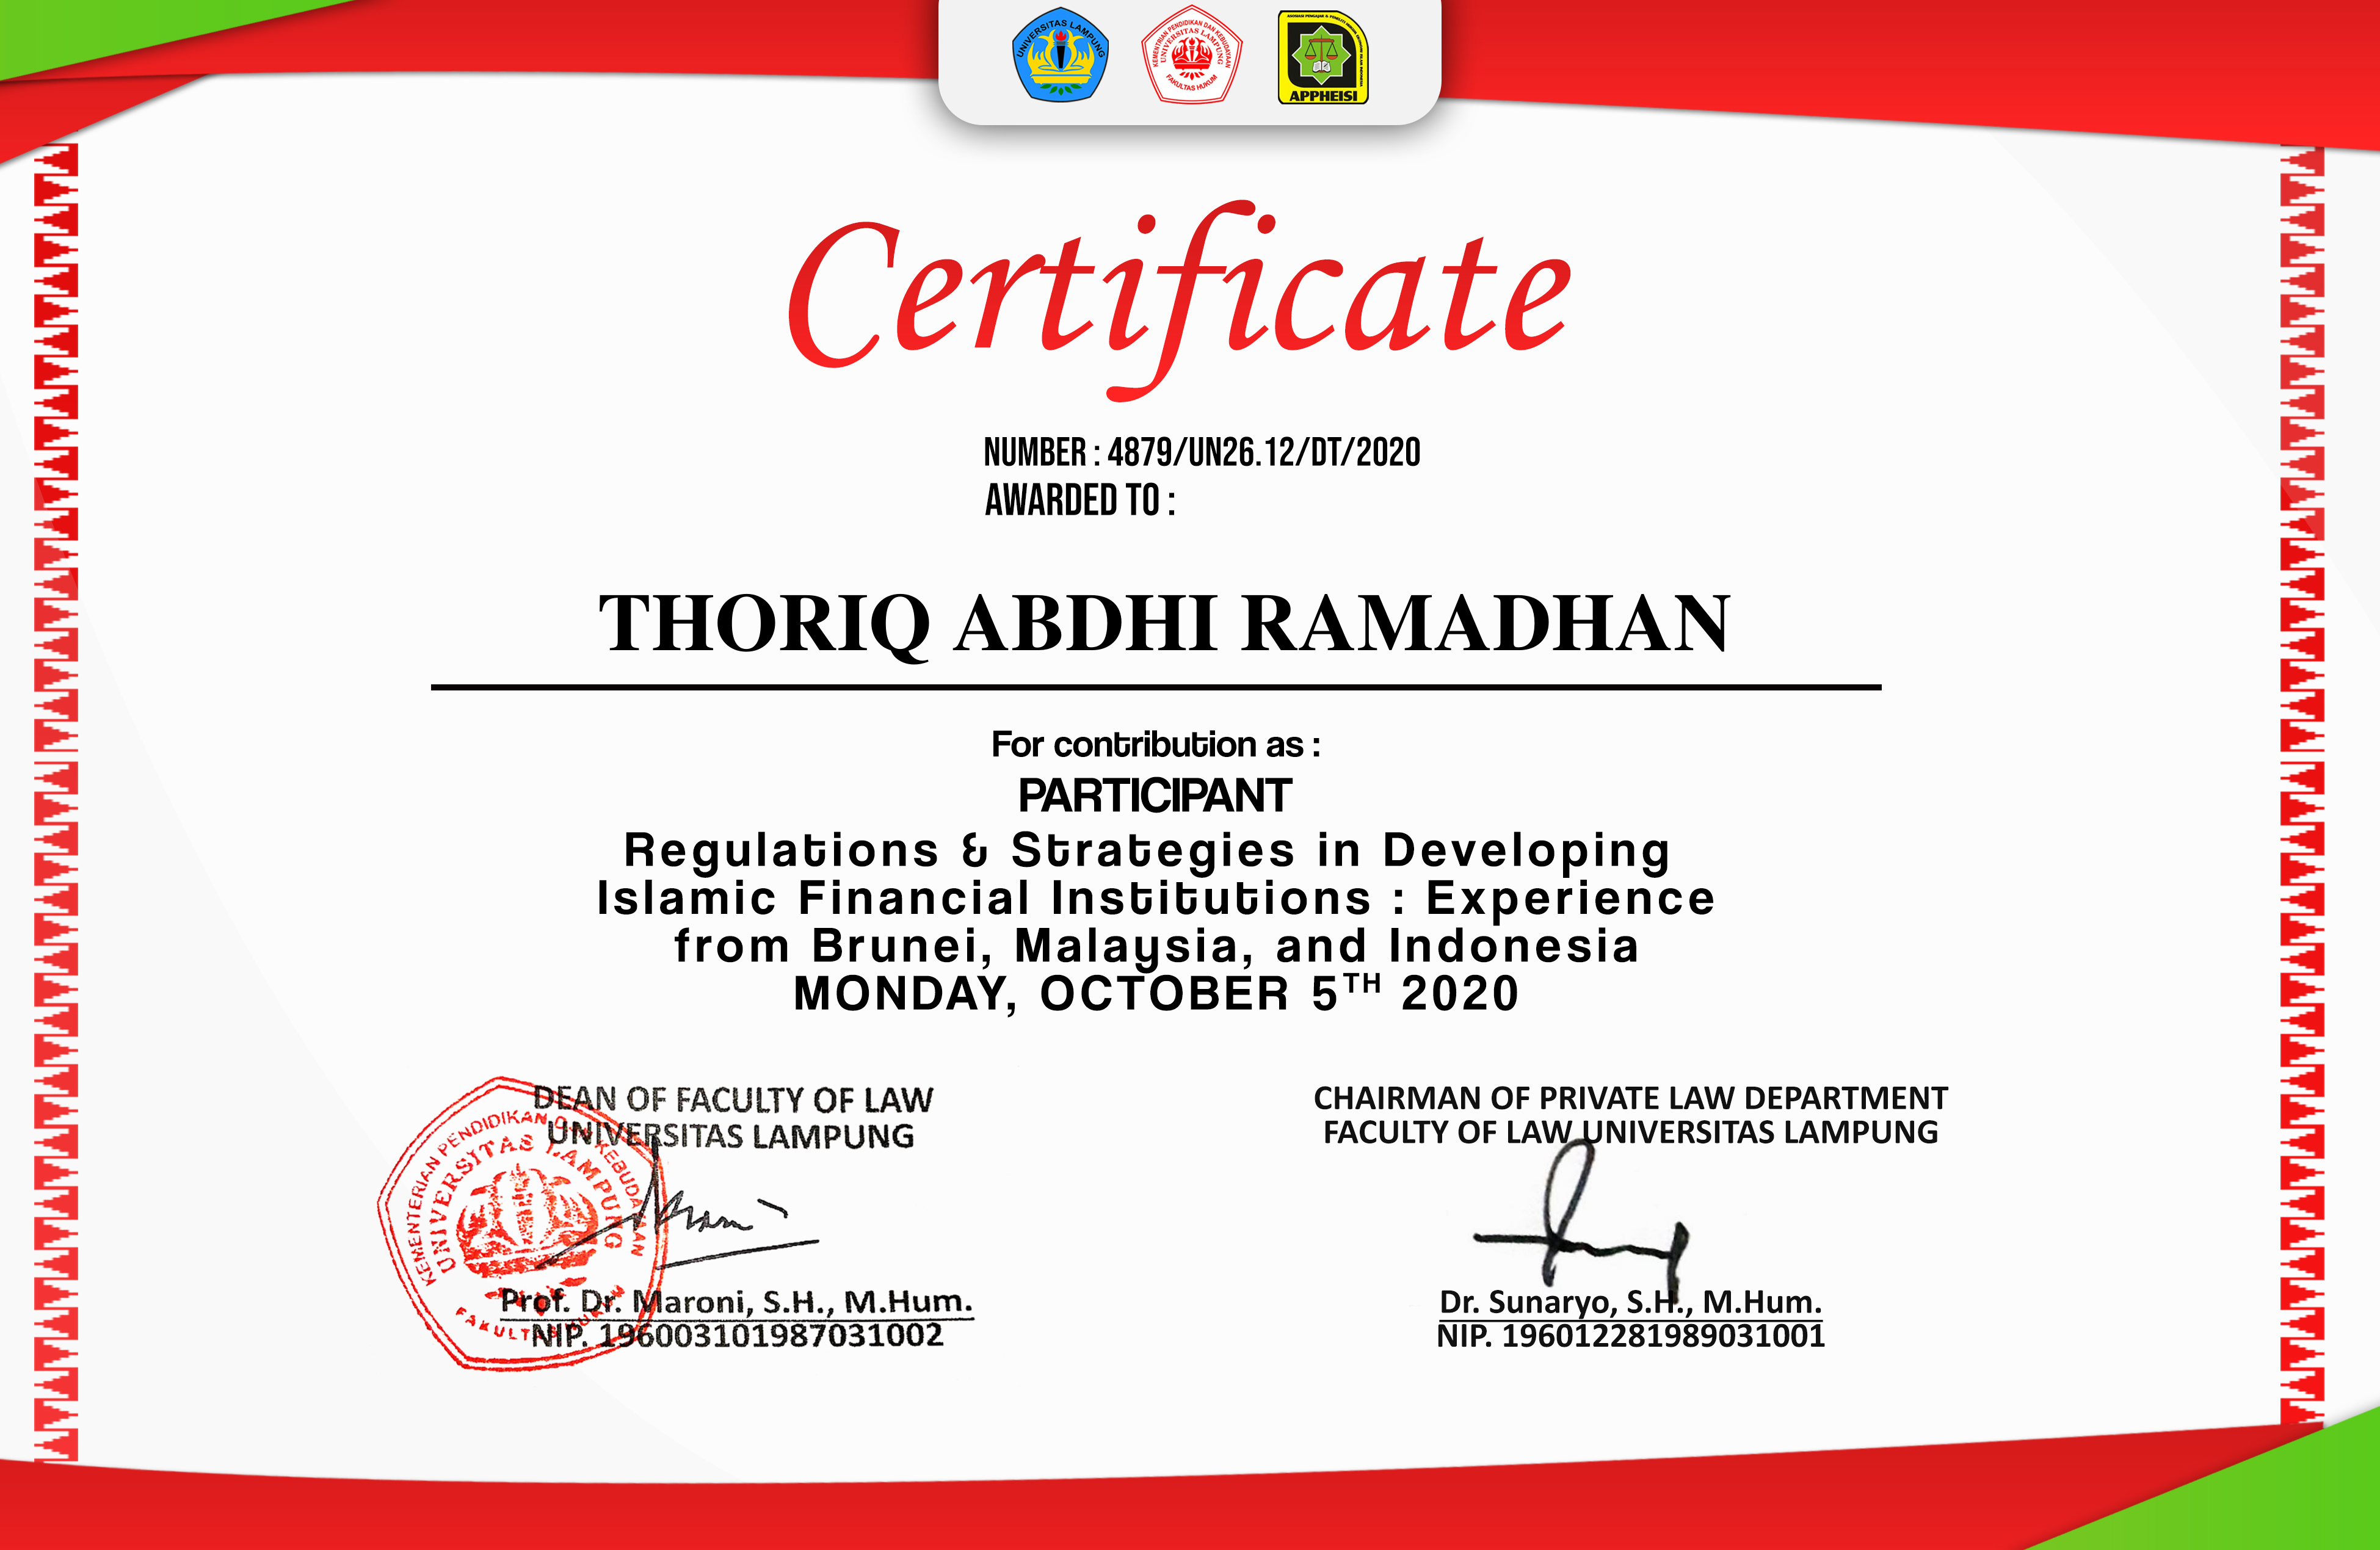 UNIVERSITAS LAMPUNG
KEMENTRIAN PENDIDIKAN DAN KEBUDAYAAN
UNIVERSITAS LAMPUNG
FAKULTAS HUKUM
APPHEISI
Certificate
NUMBER : 4879/UN26.12/DT/2020
AWARDED TO :
THORIQ ABDHI RAMADHAN
For contribution as :
PARTICIPANT
Regulations & Strategies in Developing
Islamic Financial Institutions : Experience
from Brunei, Malaysia, and Indonesia
MONDAY, OCTOBER 5TH 2020
DEAN OF FACULTY OF LAW
UNIVERSITAS LAMPUNG
KEMENTERIAN PENDIDIKAN DAN KEBUDAYAAN
UNIVERSITAS LAMPUNG
FAKULTAS HUKUM
Prof. Dr. Maroni, S.H., M.Hum.
NIP. 196003101987031002
CHAIRMAN OF PRIVATE LAW DEPARTMENT
FACULTY OF LAW UNIVERSITAS LAMPUNG
Dr. Sunaryo, S.H., M.Hum.
NIP. 196012281989031001